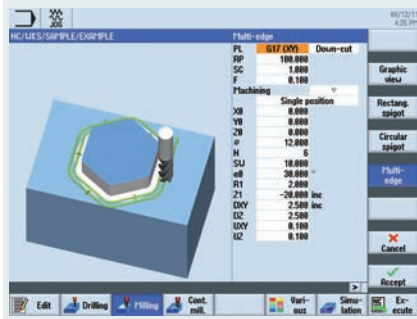 NC/WKS/SAMPLE/EXAMPLE
Multi-edge
PL G17 (XY) Down-cut
RP 100.000
SC 1.000
F 0.100
Machining ▽
Single position
X0 0.000
Y0 0.000
Z0 0.000
ø 12.000
N 6
SW 10.000
α0 30.000 °
R1 2.000
Z1 -20.000 inc
DXY 2.500 inc
DZ 2.500
UXY 0.100
UZ 0.100
Graphic view
Rectang. spigot
Circular spigot
Multi-edge
Cancel
Accept
Edit
Drilling
Milling
Cont. mill.
Vari-ous
Simu-lation
Ex-ecute